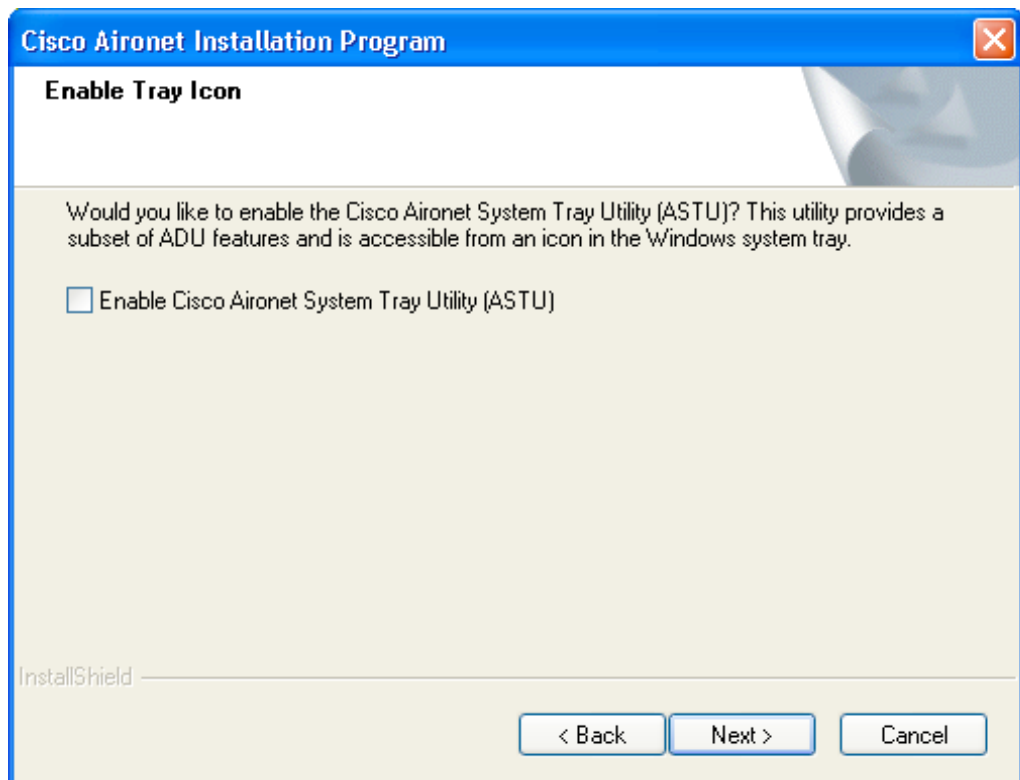 Cisco Aironet Installation Program
Enable Tray Icon
Would you like to enable the Cisco Aironet System Tray Utility (ASTU)? This utility provides a
subset of ADU features and is accessible from an icon in the Windows system tray.
Enable Cisco Aironet System Tray Utility (ASTU)
InstallShield
< Back
Next >
Cancel